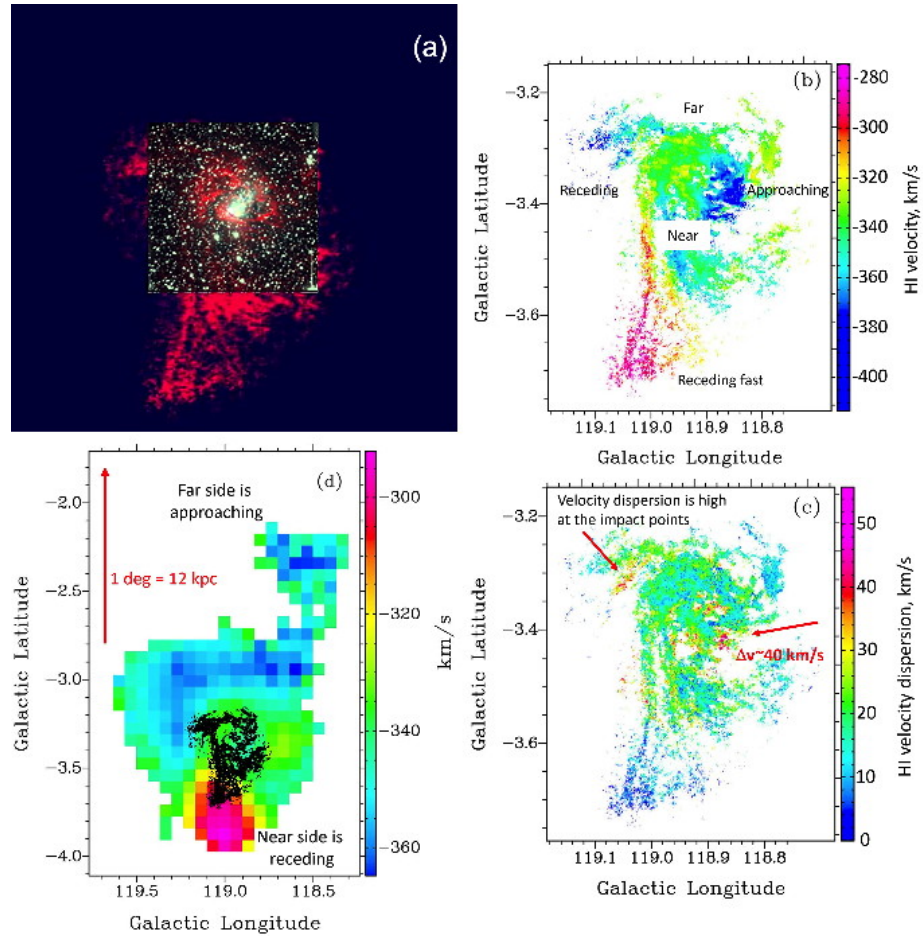 (a)
(b)
-3.2
-3.4
-3.6
Galactic Latitude
Far
Receding
Approaching
Near
Receding fast
119.1 119.0 118.9 118.8
Galactic Longitude
-280
-300
-320
-340
-360
-380
-400
HI velocity, km/s
(d)
-2.0
-2.5
-3.0
-3.5
-4.0
Galactic Latitude
Far side is
approaching
1 deg = 12 kpc
Near side is
receding
119.5 119.0 118.5
Galactic Longitude
-300
-320
-340
-360
km/s
(c)
-3.2
-3.4
-3.6
Galactic Latitude
Velocity dispersion is high
at the impact points
Δv~40 km/s
119.1 119.0 118.9 118.8
Galactic Longitude
50
40
30
20
10
0
HI velocity dispersion, km/s